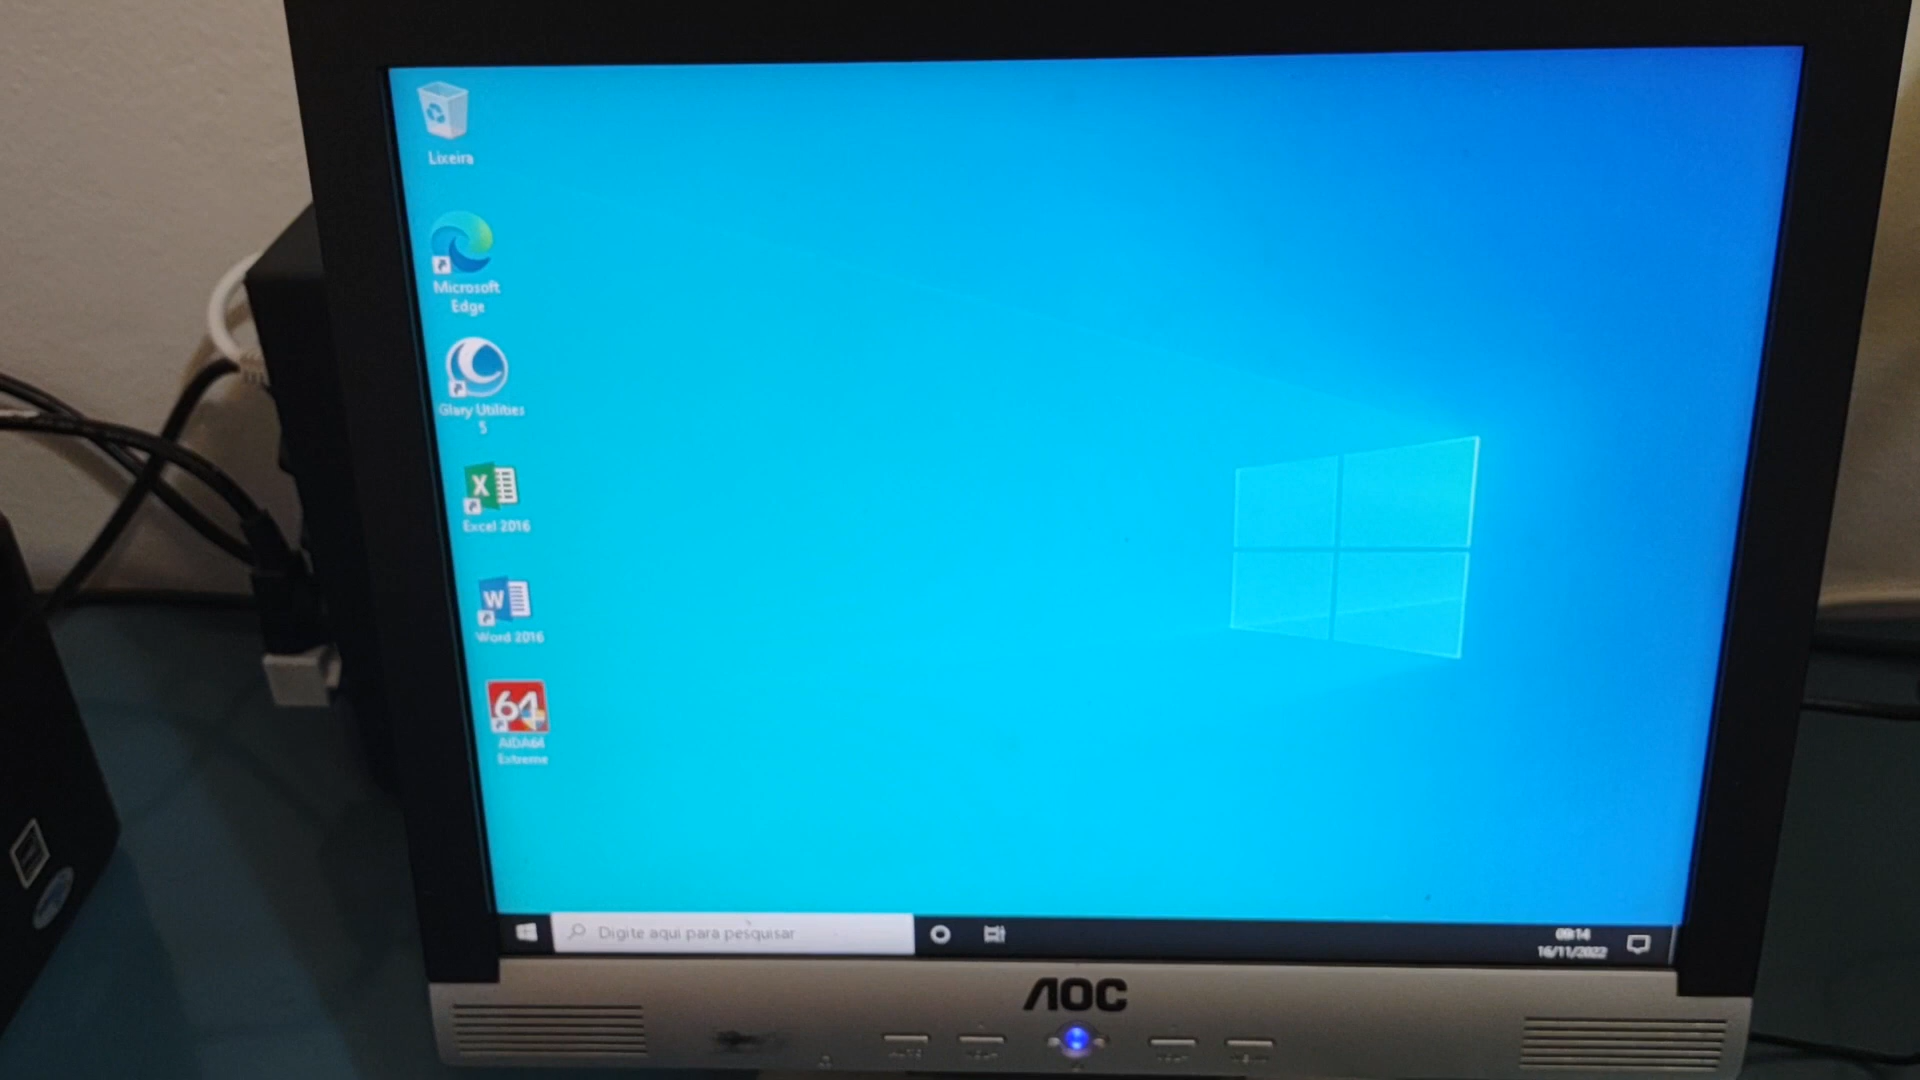 Lixeira
Microsoft
Edge
Glary Utilities
5
X
Excel 2016
W
Word 2016
64
AIDA64
Extreme
Digite aqui para pesquisar
09:14
16/11/2022
AOC